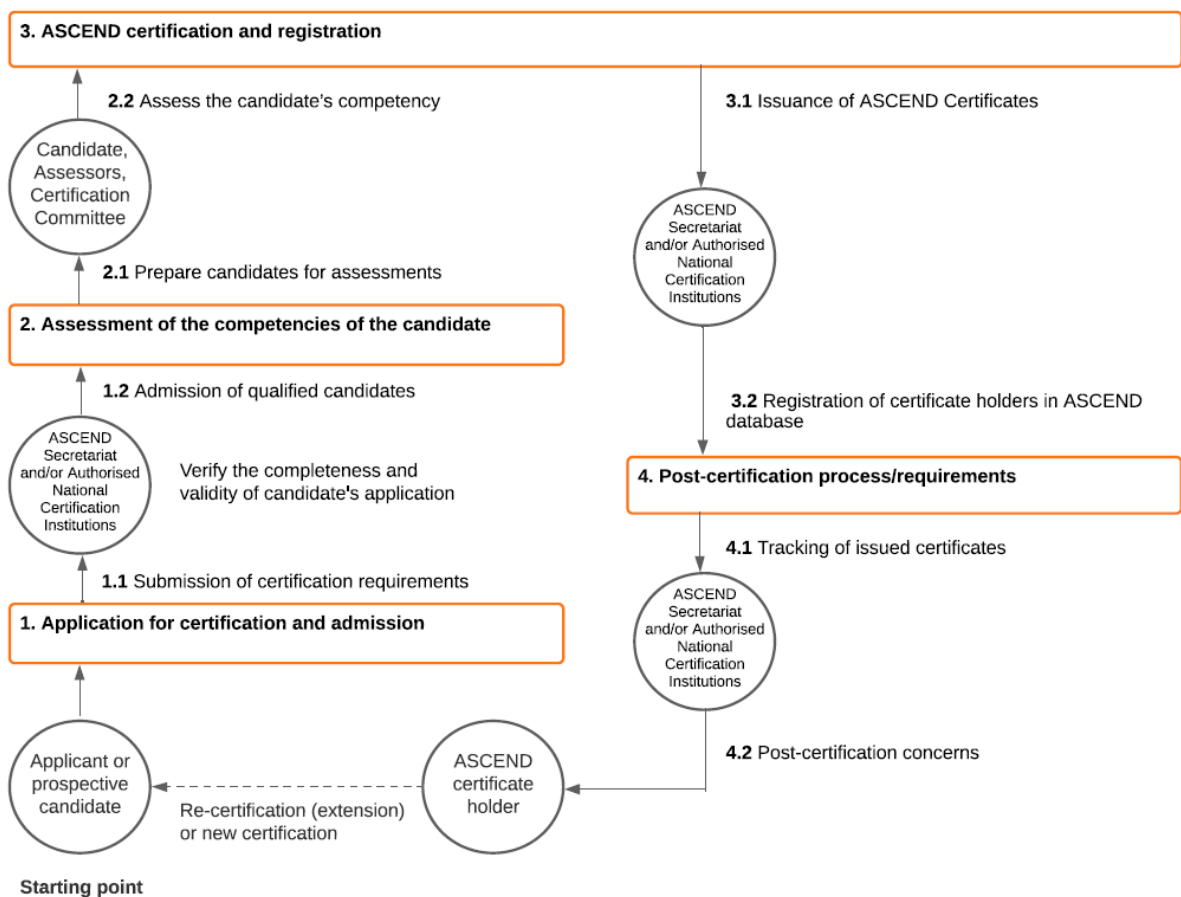 3. ASCEND certification and registration
2.2 Assess the candidate's competency
Candidate,
Assessors,
Certification
Committee
2.1 Prepare candidates for assessments
2. Assessment of the competencies of the candidate
1.2 Admission of qualified candidates
ASCEND
Secretariat
and/or Authorised
National
Certification
Institutions
Verify the completeness and
validity of candidate's application
1.1 Submission of certification requirements
1. Application for certification and admission
Applicant or
prospective
candidate
Starting point
3.1 Issuance of ASCEND Certificates
ASCEND
Secretariat
and/or Authorised
National
Certification
Institutions
3.2 Registration of certificate holders in ASCEND
database
4. Post-certification process/requirements
4.1 Tracking of issued certificates
ASCEND
Secretariat
and/or Authorised
National
Certification
Institutions
4.2 Post-certification concerns
ASCEND
certificate
holder
Re-certification (extension)
or new certification